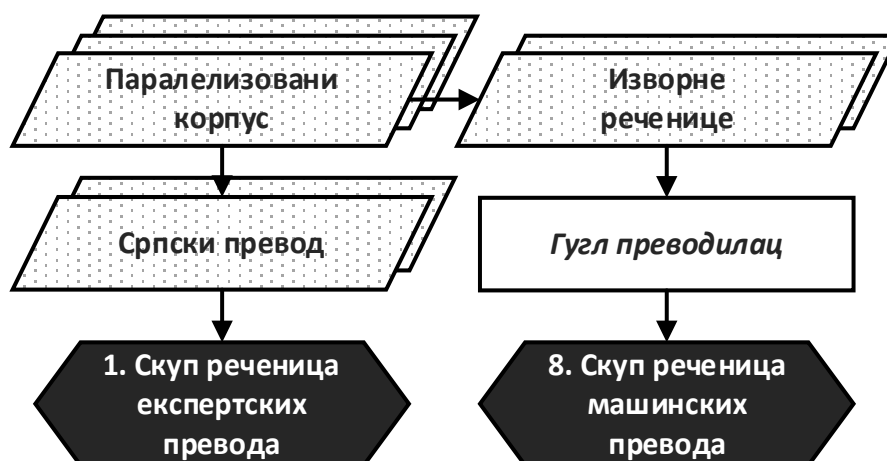 Паралелизовани
корпус
Изворне
реченице
Српски превод
Гугл преводилац
1. Скуп реченица
експертских
превода
8. Скуп реченица
машинских
превода